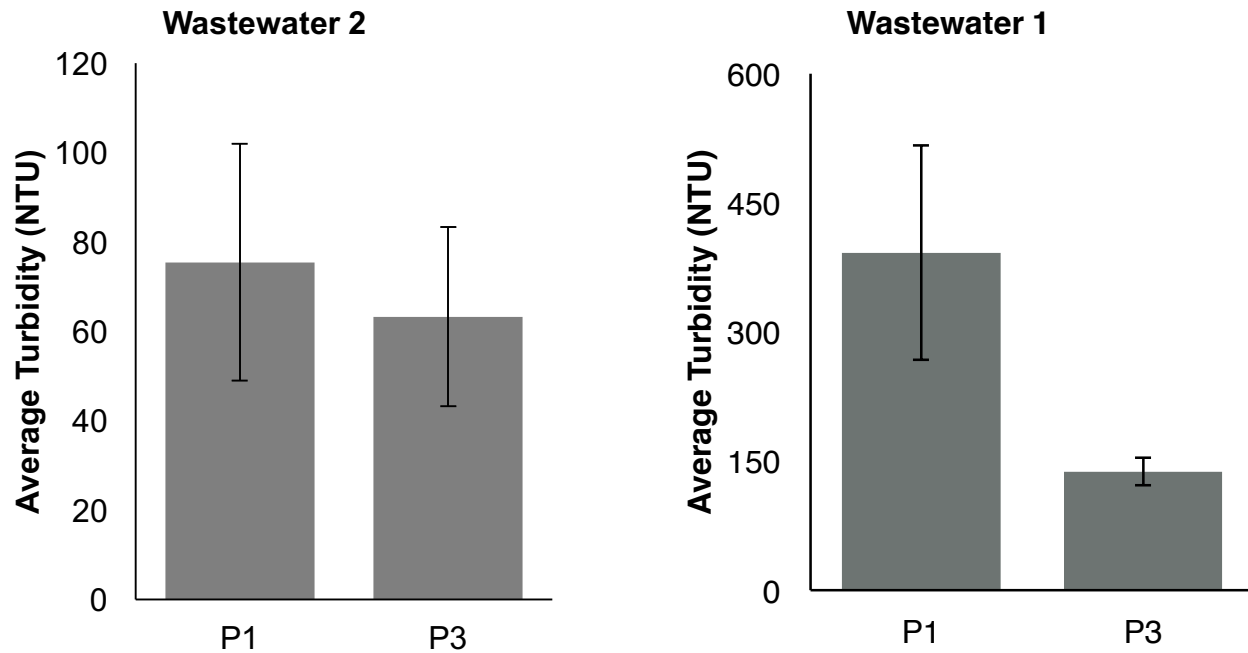 Wastewater 2
Average Turbidity (NTU)
120
100
80
60
40
20
0
P1
P3
Wastewater 1
Average Turbidity (NTU)
600
450
300
150
0
P1
P3